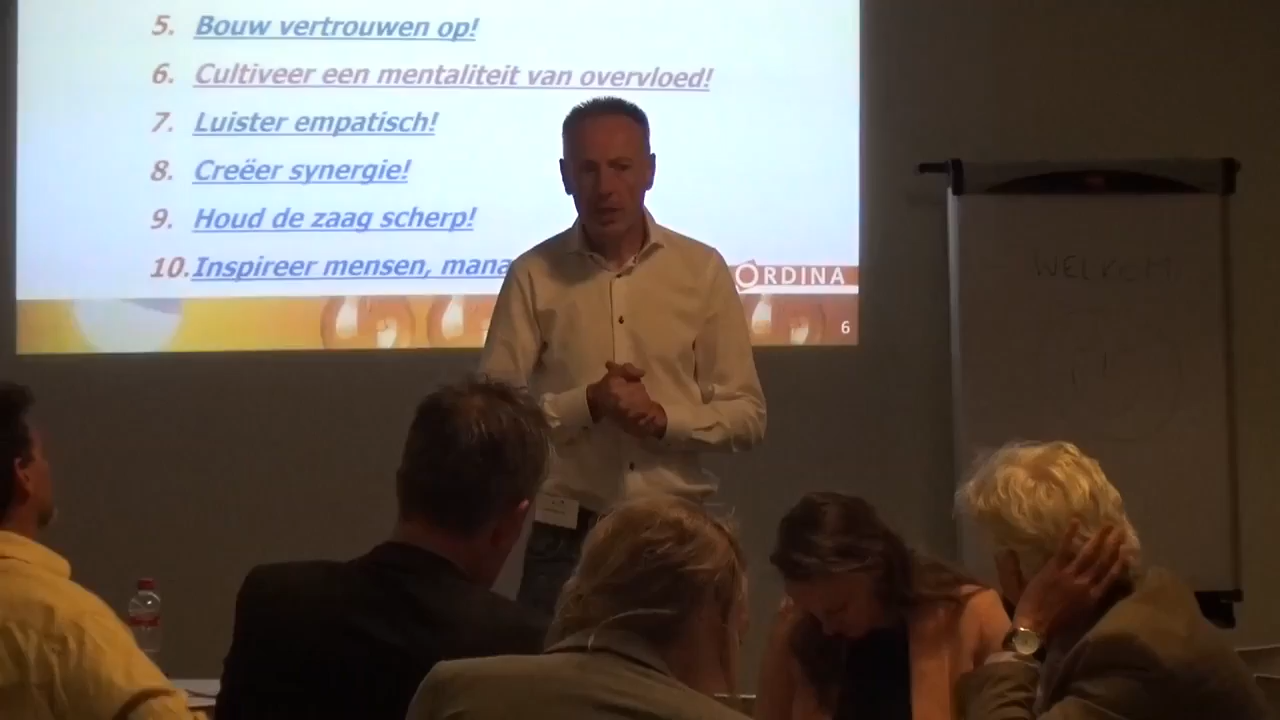 5. Bouw vertrouwen op!
6. Cultiveer een mentaliteit van overvloed!
7. Luister empatisch!
8. Creëer synergie!
9. Houd de zaag scherp!
10. Inspireer mensen, mana
ORDINA
6